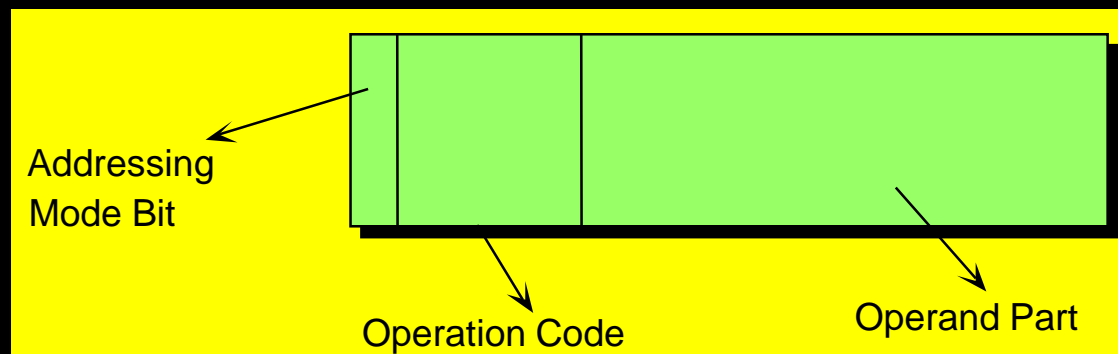 Addressing
Mode Bit
Operation Code
Operand Part